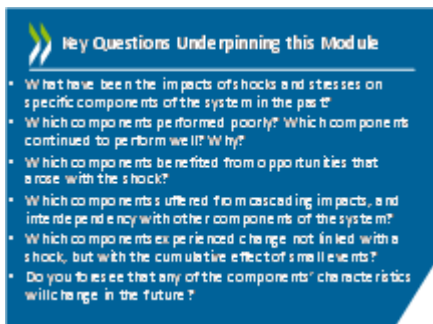 Key Questions Underpinning this Module
• What have been the impacts of shocks and stresses on
specific components of the system in the past?
• Which components performed poorly? Which components
continued to perform well? Why?
• Which components benefited from opportunities that
arose with the shock?
• Which components suffered from cascading impacts, and
interdependency with other components of the system?
• Which components experienced change not linked with a
shock, but with the cumulative effect of small events?
• Do you foresee that any of the components' characteristics
will change in the future?